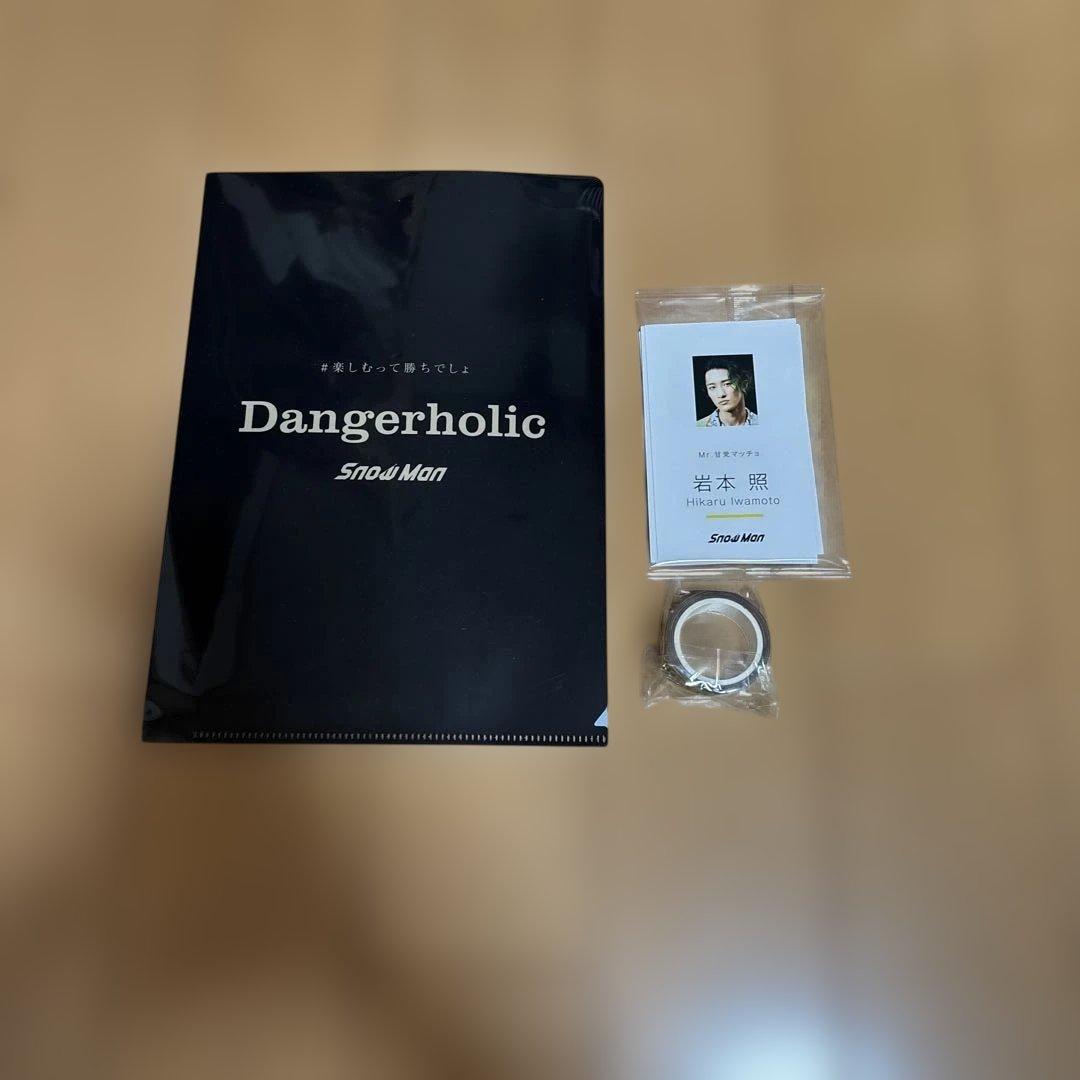 #楽しむって勝ちでしょ
Dangerholic
Snow Man
Mr.甘党マッチョ
岩本 照
Hikaru Iwamoto
Snow Man